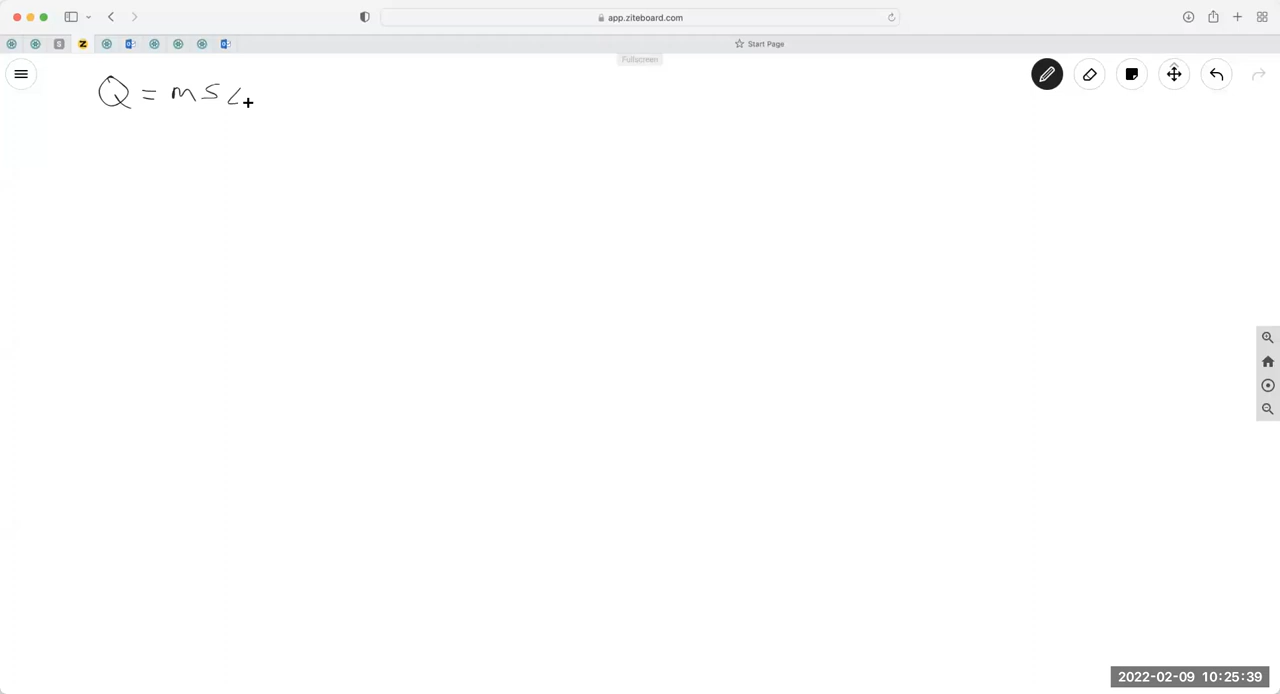 app.ziteboard.com
Start Page
Fullscreen
Q = m s
2022-02-09 10:25:39